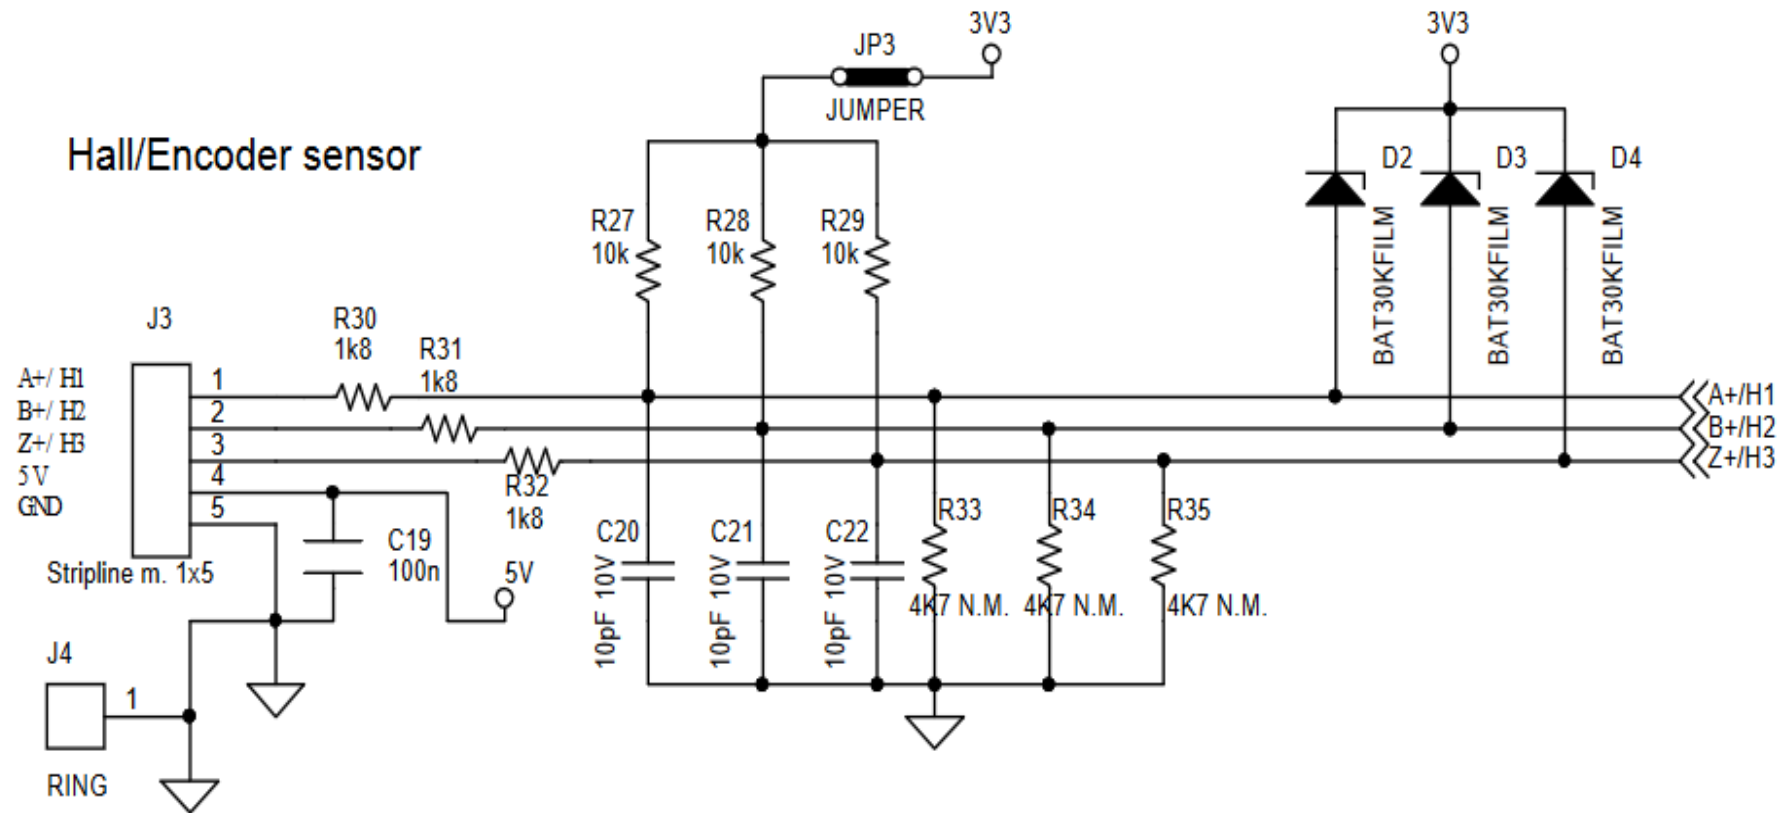 3V3
JP3
JUMPER
3V3
Hall/Encoder sensor
D2
D3
D4
BAT30KFILM
BAT30KFILM
BAT30KFILM
R27
10k
R28
10k
R29
10k
J3
R30
1k8
R31
1k8
A+/ H1
B+/ H2
Z+/ H3
5V
GND
1
2
3
4
5
R32
1k8
A+/H1
B+/H2
Z+/H3
Stripline m. 1x5
C19
100n
5V
C20
10pF 10V
C21
10pF 10V
C22
10pF 10V
R33
4K7 N.M.
R34
4K7 N.M.
R35
4K7 N.M.
J4
1
RING